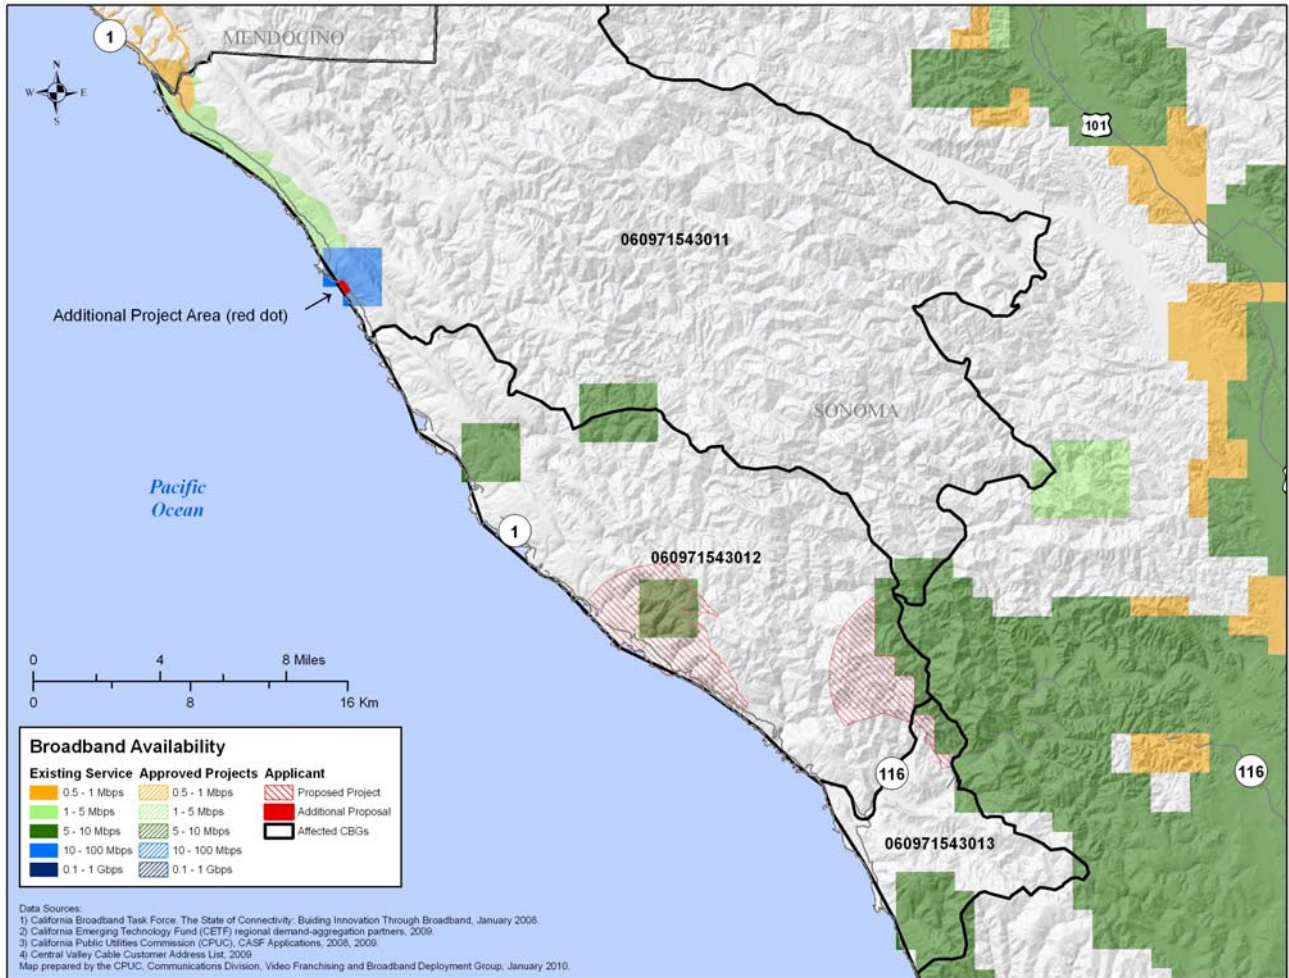 1
MENDOCINO
N
W E
S
101
060971543011
Additional Project Area (red dot)
SONOMA
Pacific
Ocean
1
060971543012
0 4 8 Miles
0 8 16 Km
116
116
060971543013
Broadband Availability
Existing Service Approved Projects Applicant
0.5 - 1 Mbps 0.5 - 1 Mbps Proposed Project
1 - 5 Mbps 1 - 5 Mbps Additional Proposal
5 - 10 Mbps 5 - 10 Mbps Affected CBGs
10 - 100 Mbps 10 - 100 Mbps
0.1 - 1 Gbps 0.1 - 1 Gbps
Data Sources:
1) California Broadband Task Force. The State of Connectivity: Buiding Innovation Through Broadband, January 2008.
2) California Emerging Technology Fund (CETF) regional demand-aggregation partners, 2009.
3) California Public Utilities Commission (CPUC), CASF Applications, 2008, 2009.
4) Central Valley Cable Customer Address List, 2009
Map prepared by the CPUC, Communications Division, Video Franchising and Broadband Deployment Group, January 2010.